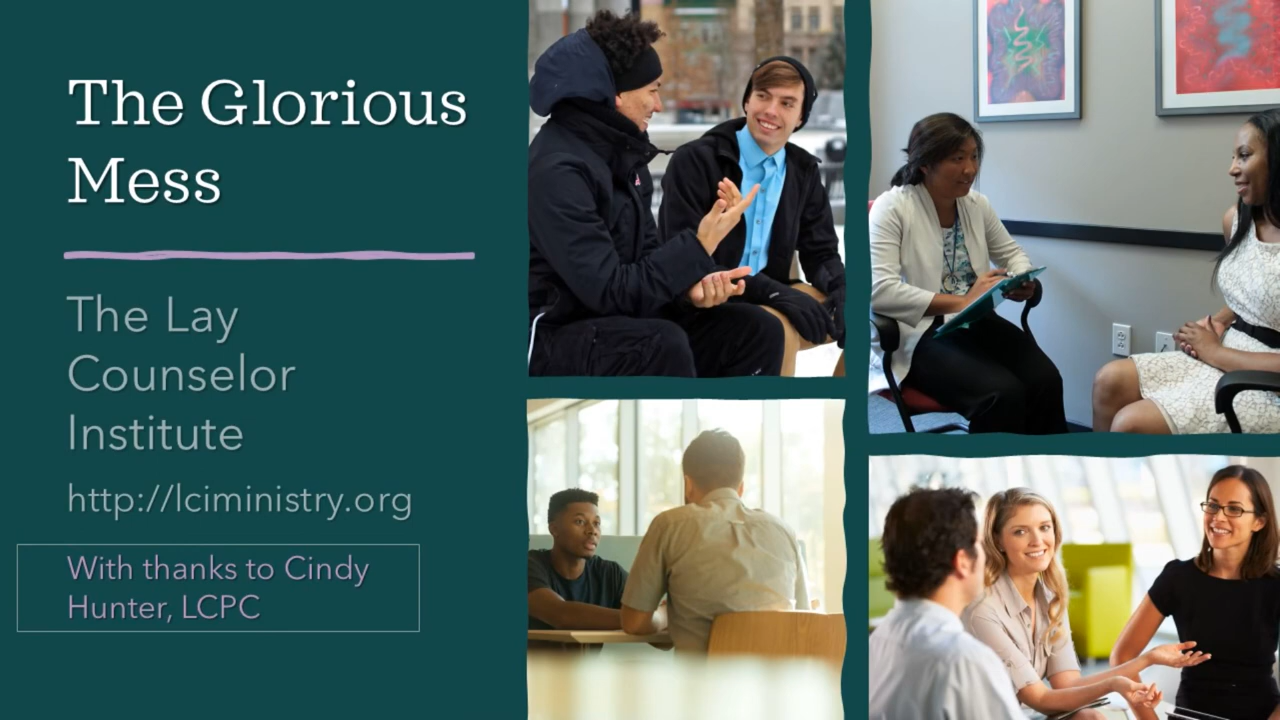 The Glorious
Mess
The Lay
Counselor
Institute
http://lciministry.org
With thanks to Cindy
Hunter, LCPC